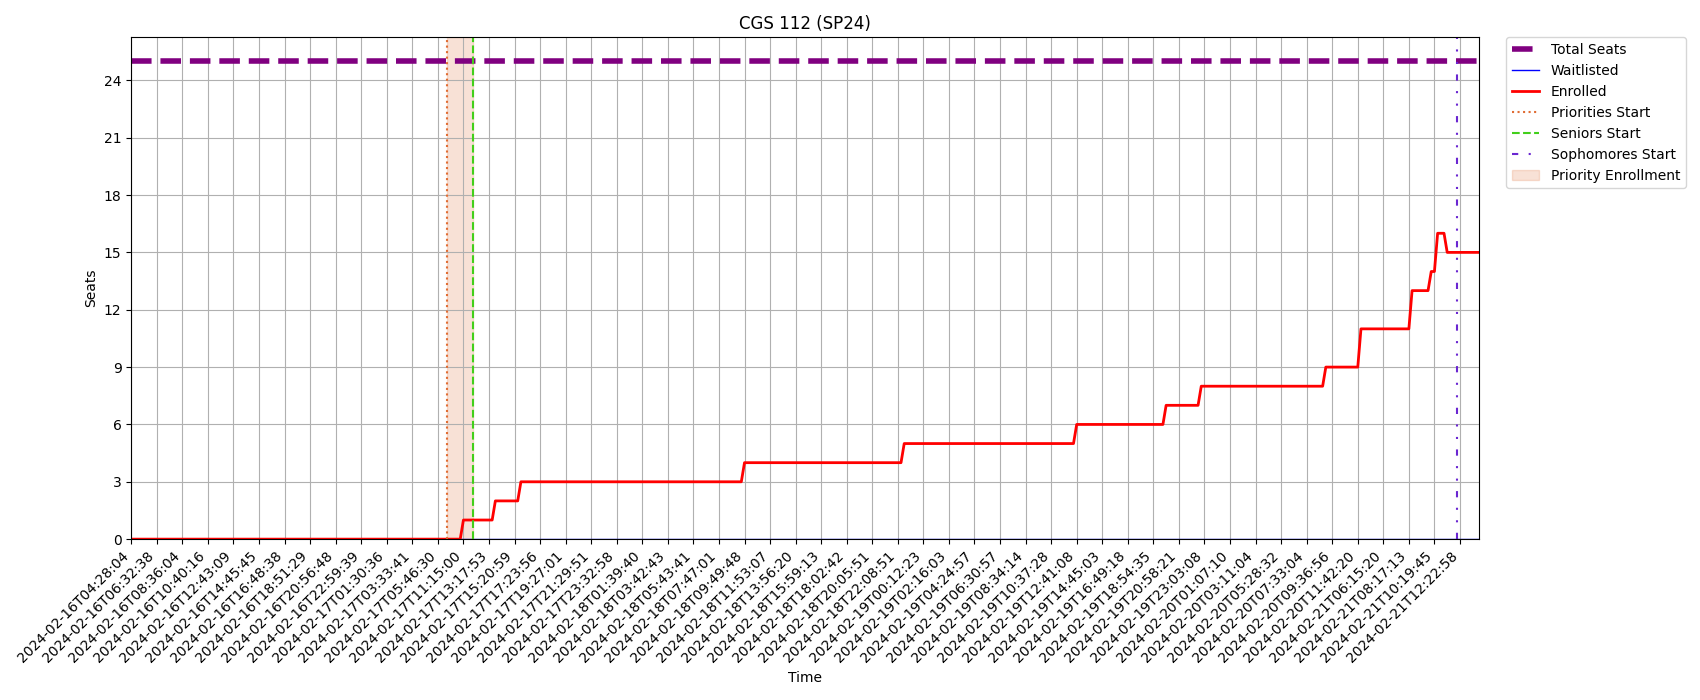 CGS 112 (SP24)
Total Seats
Waitlisted
Enrolled
Priorities Start
Seniors Start
Sophomores Start
Priority Enrollment
Seats
24
21
18
15
12
9
6
3
0
2024-02-16T04:28:04
2024-02-16T06:32:38
2024-02-16T08:36:04
2024-02-16T10:40:16
2024-02-16T12:43:09
2024-02-16T14:45:45
2024-02-16T16:48:38
2024-02-16T18:51:29
2024-02-16T20:56:48
2024-02-16T22:59:39
2024-02-17T01:30:36
2024-02-17T03:33:41
2024-02-17T05:46:30
2024-02-17T11:15:00
2024-02-17T13:17:53
2024-02-17T15:20:59
2024-02-17T17:23:56
2024-02-17T19:27:01
2024-02-17T21:29:51
2024-02-17T23:32:58
2024-02-18T01:39:40
2024-02-18T03:42:43
2024-02-18T05:43:41
2024-02-18T07:47:01
2024-02-18T09:49:48
2024-02-18T11:53:07
2024-02-18T13:56:20
2024-02-18T15:59:13
2024-02-18T18:02:42
2024-02-18T20:05:51
2024-02-18T22:08:51
2024-02-19T00:12:23
2024-02-19T02:16:03
2024-02-19T04:24:57
2024-02-19T06:30:57
2024-02-19T08:34:14
2024-02-19T10:37:28
2024-02-19T12:41:08
2024-02-19T14:45:03
2024-02-19T16:49:18
2024-02-19T18:54:35
2024-02-19T20:58:21
2024-02-19T23:03:08
2024-02-20T01:07:10
2024-02-20T03:11:04
2024-02-20T05:28:32
2024-02-20T07:33:04
2024-02-20T09:36:56
2024-02-20T11:42:20
2024-02-21T06:15:20
2024-02-21T08:17:13
2024-02-21T10:19:45
2024-02-21T12:22:58
Time